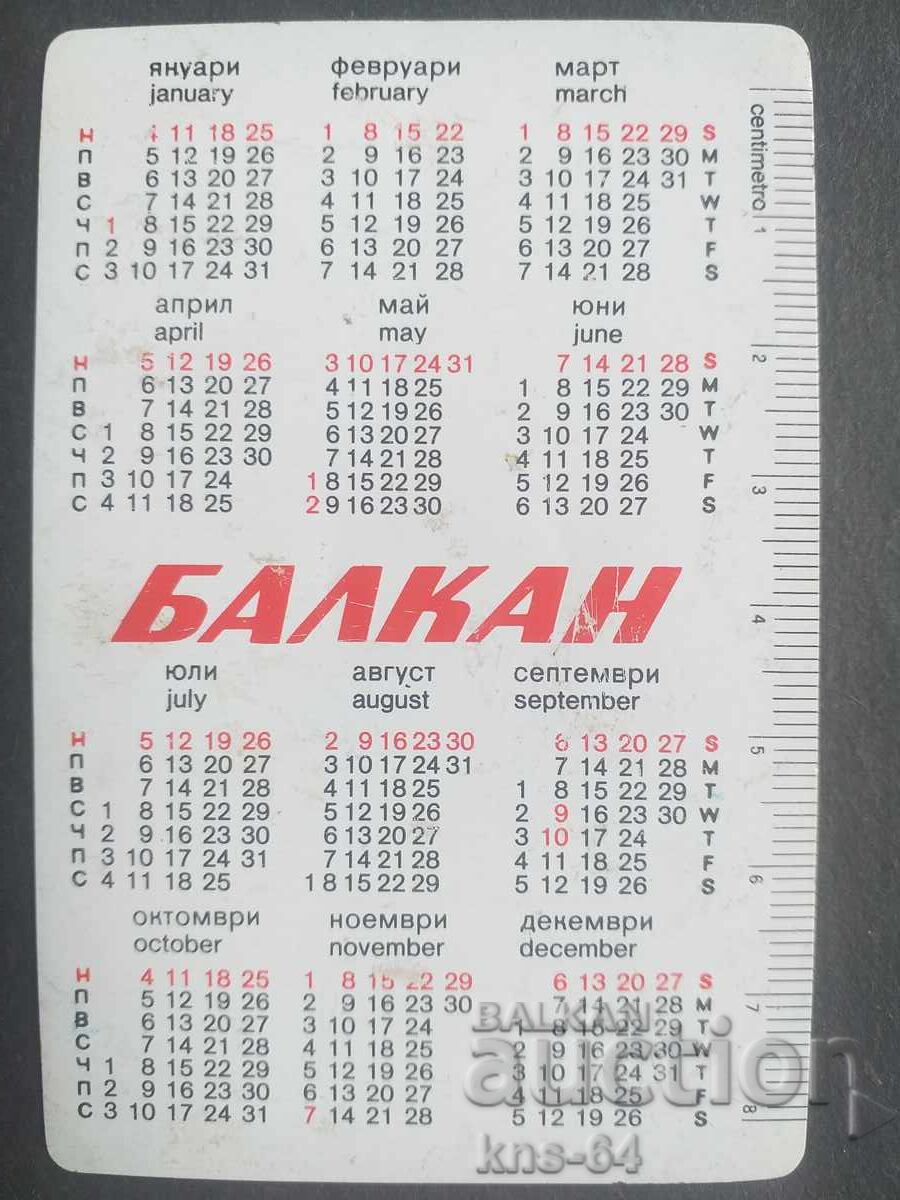 януари февруари март
january february march
Н 4 11 18 25 1 8 15 22 1 8 15 22 29 S
П 5 12 19 26 2 9 16 23 2 9 16 23 30 M
В 6 13 20 27 3 10 17 24 3 10 17 24 31 T
С 7 14 21 28 4 11 18 25 4 11 18 25 W
Ч 1 8 15 22 29 5 12 19 26 5 12 19 26 T
П 2 9 16 23 30 6 13 20 27 6 13 20 27 F
С 3 10 17 24 31 7 14 21 28 7 14 21 28 S
април май юни
april may june
Н 5 12 19 26 3 10 17 24 31 7 14 21 28 S
П 6 13 20 27 4 11 18 25 1 8 15 22 29 M
В 7 14 21 28 5 12 19 26 2 9 16 23 30 T
С 1 8 15 22 29 6 13 20 27 3 10 17 24 W
Ч 2 9 16 23 30 7 14 21 28 4 11 18 25 T
П 3 10 17 24 1 8 15 22 29 5 12 19 26 F
С 4 11 18 25 2 9 16 23 30 6 13 20 27 S
БАЛКАН
юли август септември
july august september
Н 5 12 19 26 2 9 16 23 30 6 13 20 27 S
П 6 13 20 27 3 10 17 24 31 7 14 21 28 M
В 7 14 21 28 4 11 18 25 1 8 15 22 29 T
С 1 8 15 22 29 5 12 19 26 2 9 16 23 30 W
Ч 2 9 16 23 30 6 13 20 27 3 10 17 24 T
П 3 10 17 24 31 7 14 21 28 4 11 18 25 F
С 4 11 18 25 1 8 15 22 29 5 12 19 26 S
октомври ноември декември
october november december
Н 4 11 18 25 1 8 15 22 29 6 13 20 27 S
П 5 12 19 26 2 9 16 23 30 7 14 21 28 M
В 6 13 20 27 3 10 17 24 1 8 15 22 29 T
С 7 14 21 28 4 11 18 25 2 9 16 23 30 W
Ч 1 8 15 22 29 5 12 19 26 3 10 17 24 31 T
П 2 9 16 23 30 6 13 20 27 4 11 18 25 F
С 3 10 17 24 31 7 14 21 28 5 12 19 26 S
centimetro 1 2 3 4 5 6 7 8
BALKAN
auction
kns-64